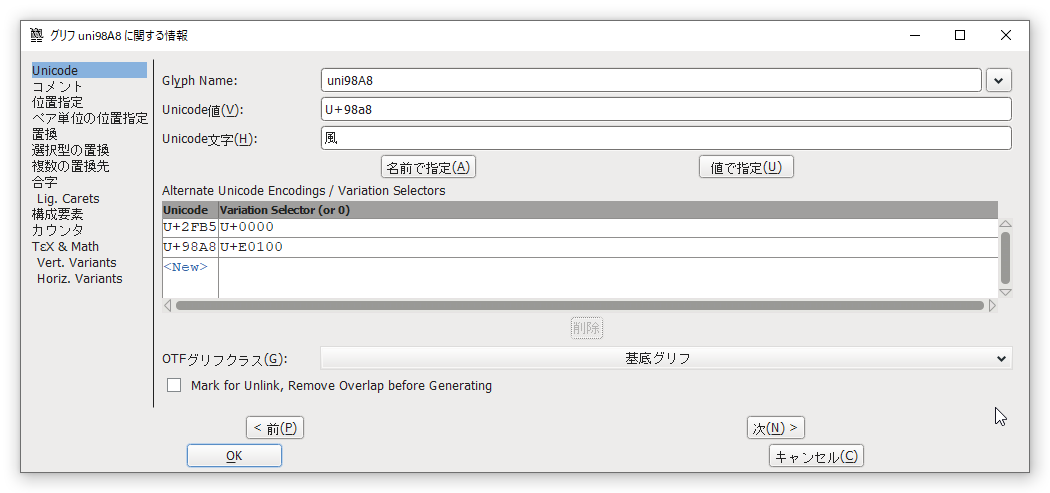 グリフ uni98A8 に関する情報
Unicode
コメント
位置指定
ペア単位の位置指定
置換
選択型の置換
複数の置換先
合字
Lig. Carets
構成要素
カウンタ
TεX & Math
Vert. Variants
Horiz. Variants
Glyph Name: uni98A8
Unicode値(V): U+98a8
Unicode文字(H): 風
名前で指定(A) 値で指定(U)
Alternate Unicode Encodings / Variation Selectors
Unicode Variation Selector (or 0)
U+2FB5 U+0000
U+98A8 U+E0100
<New>
削除
OTFグリフクラス(G): 基底グリフ
Mark for Unlink, Remove Overlap before Generating
< 前(P) 次(N) >
OK キャンセル(C)